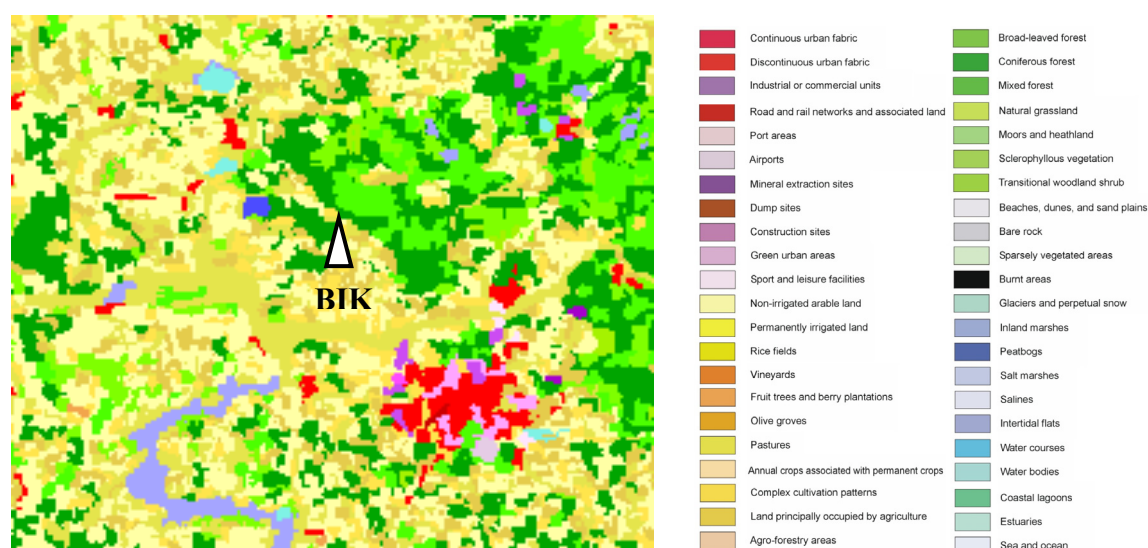 BIK
Continuous urban fabric
Discontinuous urban fabric
Industrial or commercial units
Road and rail networks and associated land
Port areas
Airports
Mineral extraction sites
Dump sites
Construction sites
Green urban areas
Sport and leisure facilities
Non-irrigated arable land
Permanently irrigated land
Rice fields
Vineyards
Fruit trees and berry plantations
Olive groves
Pastures
Annual crops associated with permanent crops
Complex cultivation patterns
Land principally occupied by agriculture
Agro-forestry areas
Broad-leaved forest
Coniferous forest
Mixed forest
Natural grassland
Moors and heathland
Sclerophyllous vegetation
Transitional woodland shrub
Beaches, dunes, and sand plains
Bare rock
Sparsely vegetated areas
Burnt areas
Glaciers and perpetual snow
Inland marshes
Peatbogs
Salt marshes
Salines
Intertidal flats
Water courses
Water bodies
Coastal lagoons
Estuaries
Sea and ocean